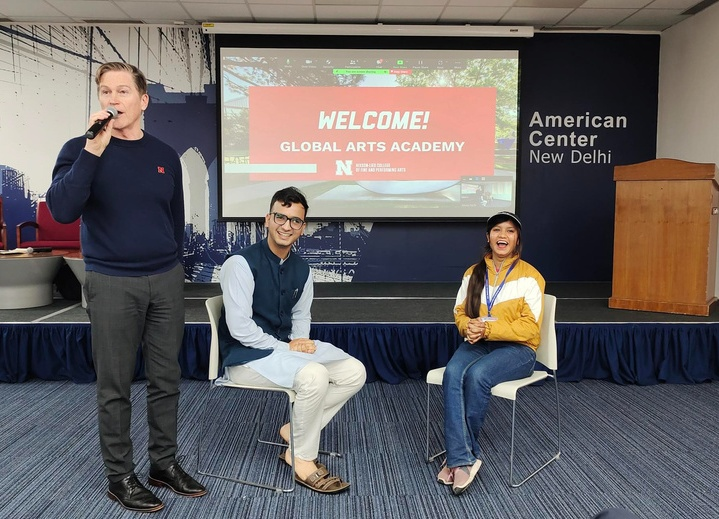 WELCOME!
GLOBAL ARTS ACADEMY
N
American
Center
New Delhi